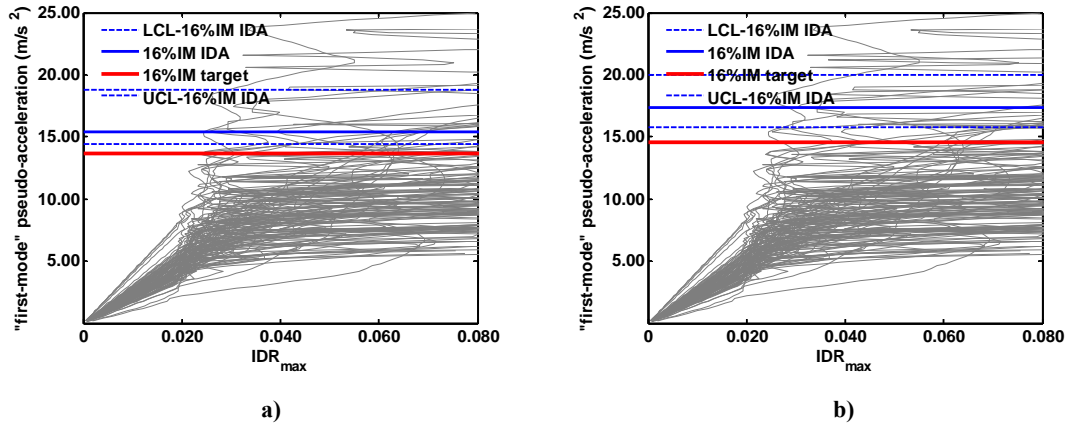 25.00
20.00
15.00
10.00
5.00
0
0.020
0.040
0.060
0.080
IDR_max
"first-mode" pseudo-acceleration (m/s ²)
LCL-16%IM IDA
16%IM IDA
16%IM target
UCL-16%IM IDA
a)
25.00
20.00
15.00
10.00
5.00
0
0.020
0.040
0.060
0.080
IDR_max
"first-mode" pseudo-acceleration (m/s ²)
LCL-16%IM IDA
16%IM IDA
16%IM target
UCL-16%IM IDA
b)